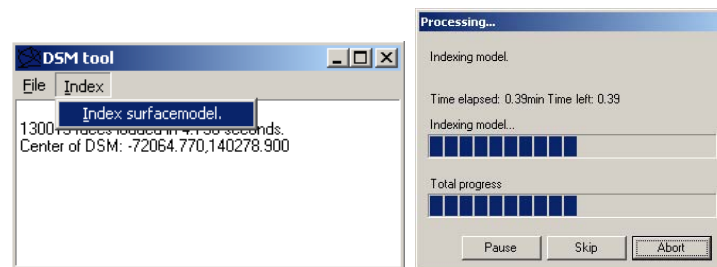 DSM tool
File Index
Index surfacemodel.
faces loaded in seconds.
Center of DSM: -72064.770,140278.900
Processing...
Indexing model.
Time elapsed: 0.39min Time left: 0.39
Indexing model...
Total progress
Pause Skip Abort